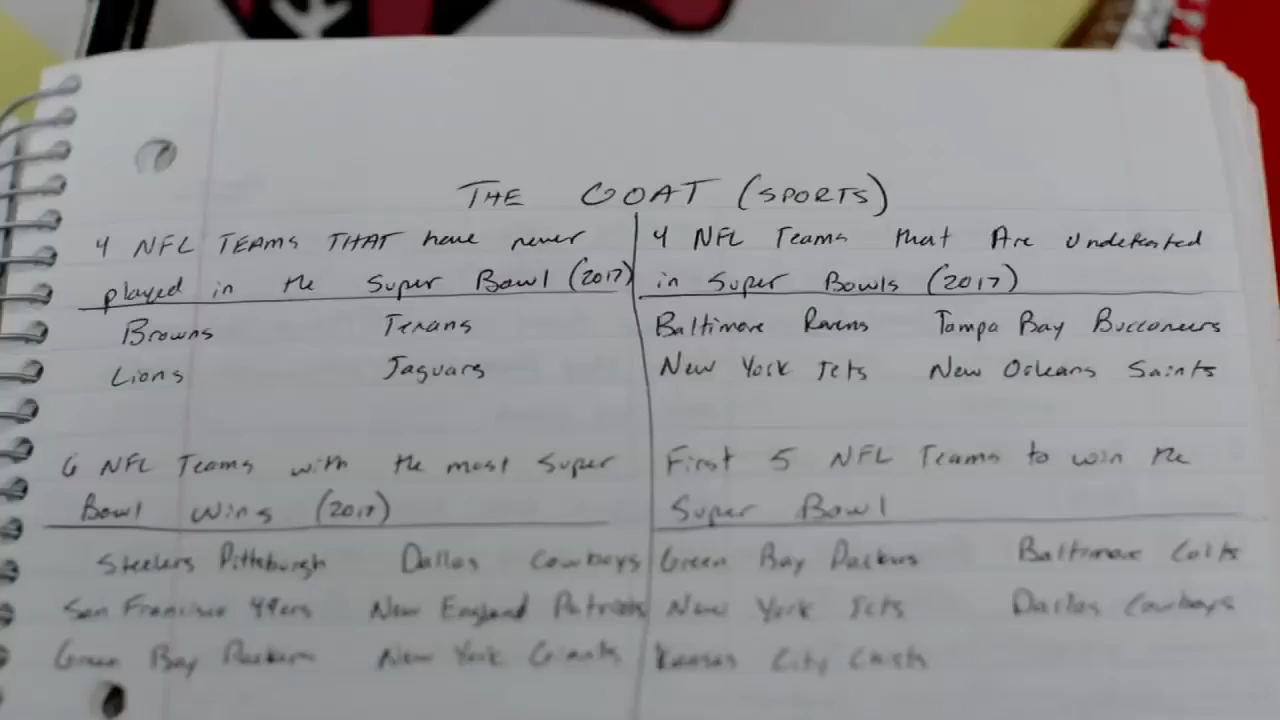 THE GOAT (SPORTS)
4 NFL TEAMS THAT have never
played in the Super Bowl (2017)
Browns Texans
Lions Jaguars
4 NFL Teams that Are Undefeated
in Super Bowls (2017)
Baltimore Ravens Tampa Bay Buccaneers
New York Jets New Orleans Saints
6 NFL Teams with the most Super
Bowl Wins (2017)
Steelers Pittsburgh Dallas Cowboys
San Francisco 49ers New England Patriots
Green Bay Packers New York Giants
First 5 NFL Teams to win the
Super Bowl
Green Bay Packers Baltimore Colts
New York Jets Dallas Cowboys
Kansas City Chiefs